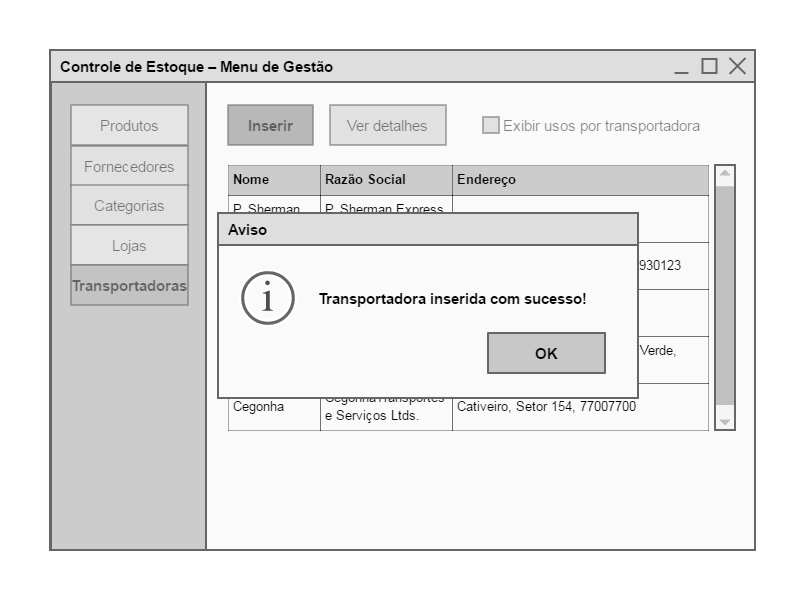 Controle de Estoque – Menu de Gestão
Produtos
Fornecedores
Categorias
Lojas
Transportadoras
Inserir
Ver detalhes
Exibir usos por transportadora
Nome
Razão Social
Endereço
P. Sherman
P. Sherman Express
930123
Verde,
Aviso
i
Transportadora inserida com sucesso!
OK
Cegonha
CegonhaTransportes
e Serviços Ltds.
Cativeiro, Setor 154, 77007700